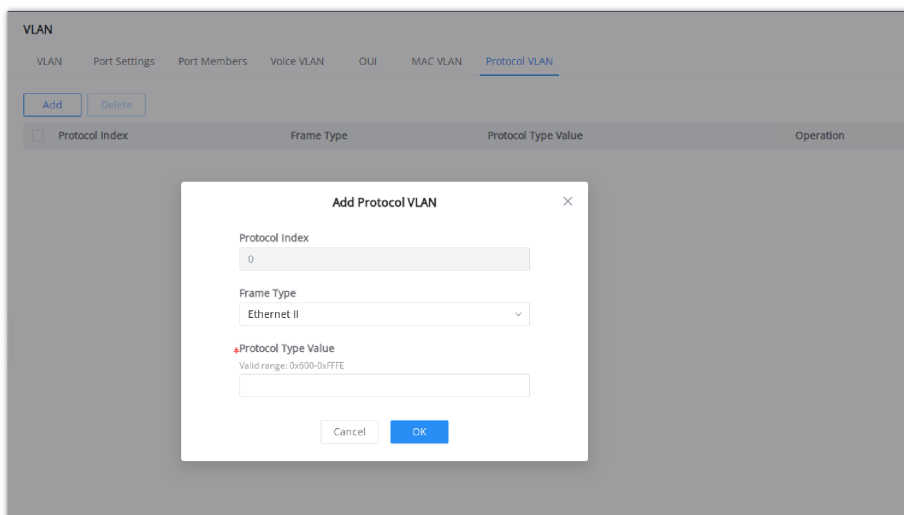 VLAN
VLAN Port Settings Port Members Voice VLAN OUI MAC VLAN Protocol VLAN
Add Delete
Protocol Index Frame Type Protocol Type Value Operation
Add Protocol VLAN
Protocol Index
0
Frame Type
Ethernet II
*Protocol Type Value
Valid range: 0x600-0xFFFE
Cancel OK